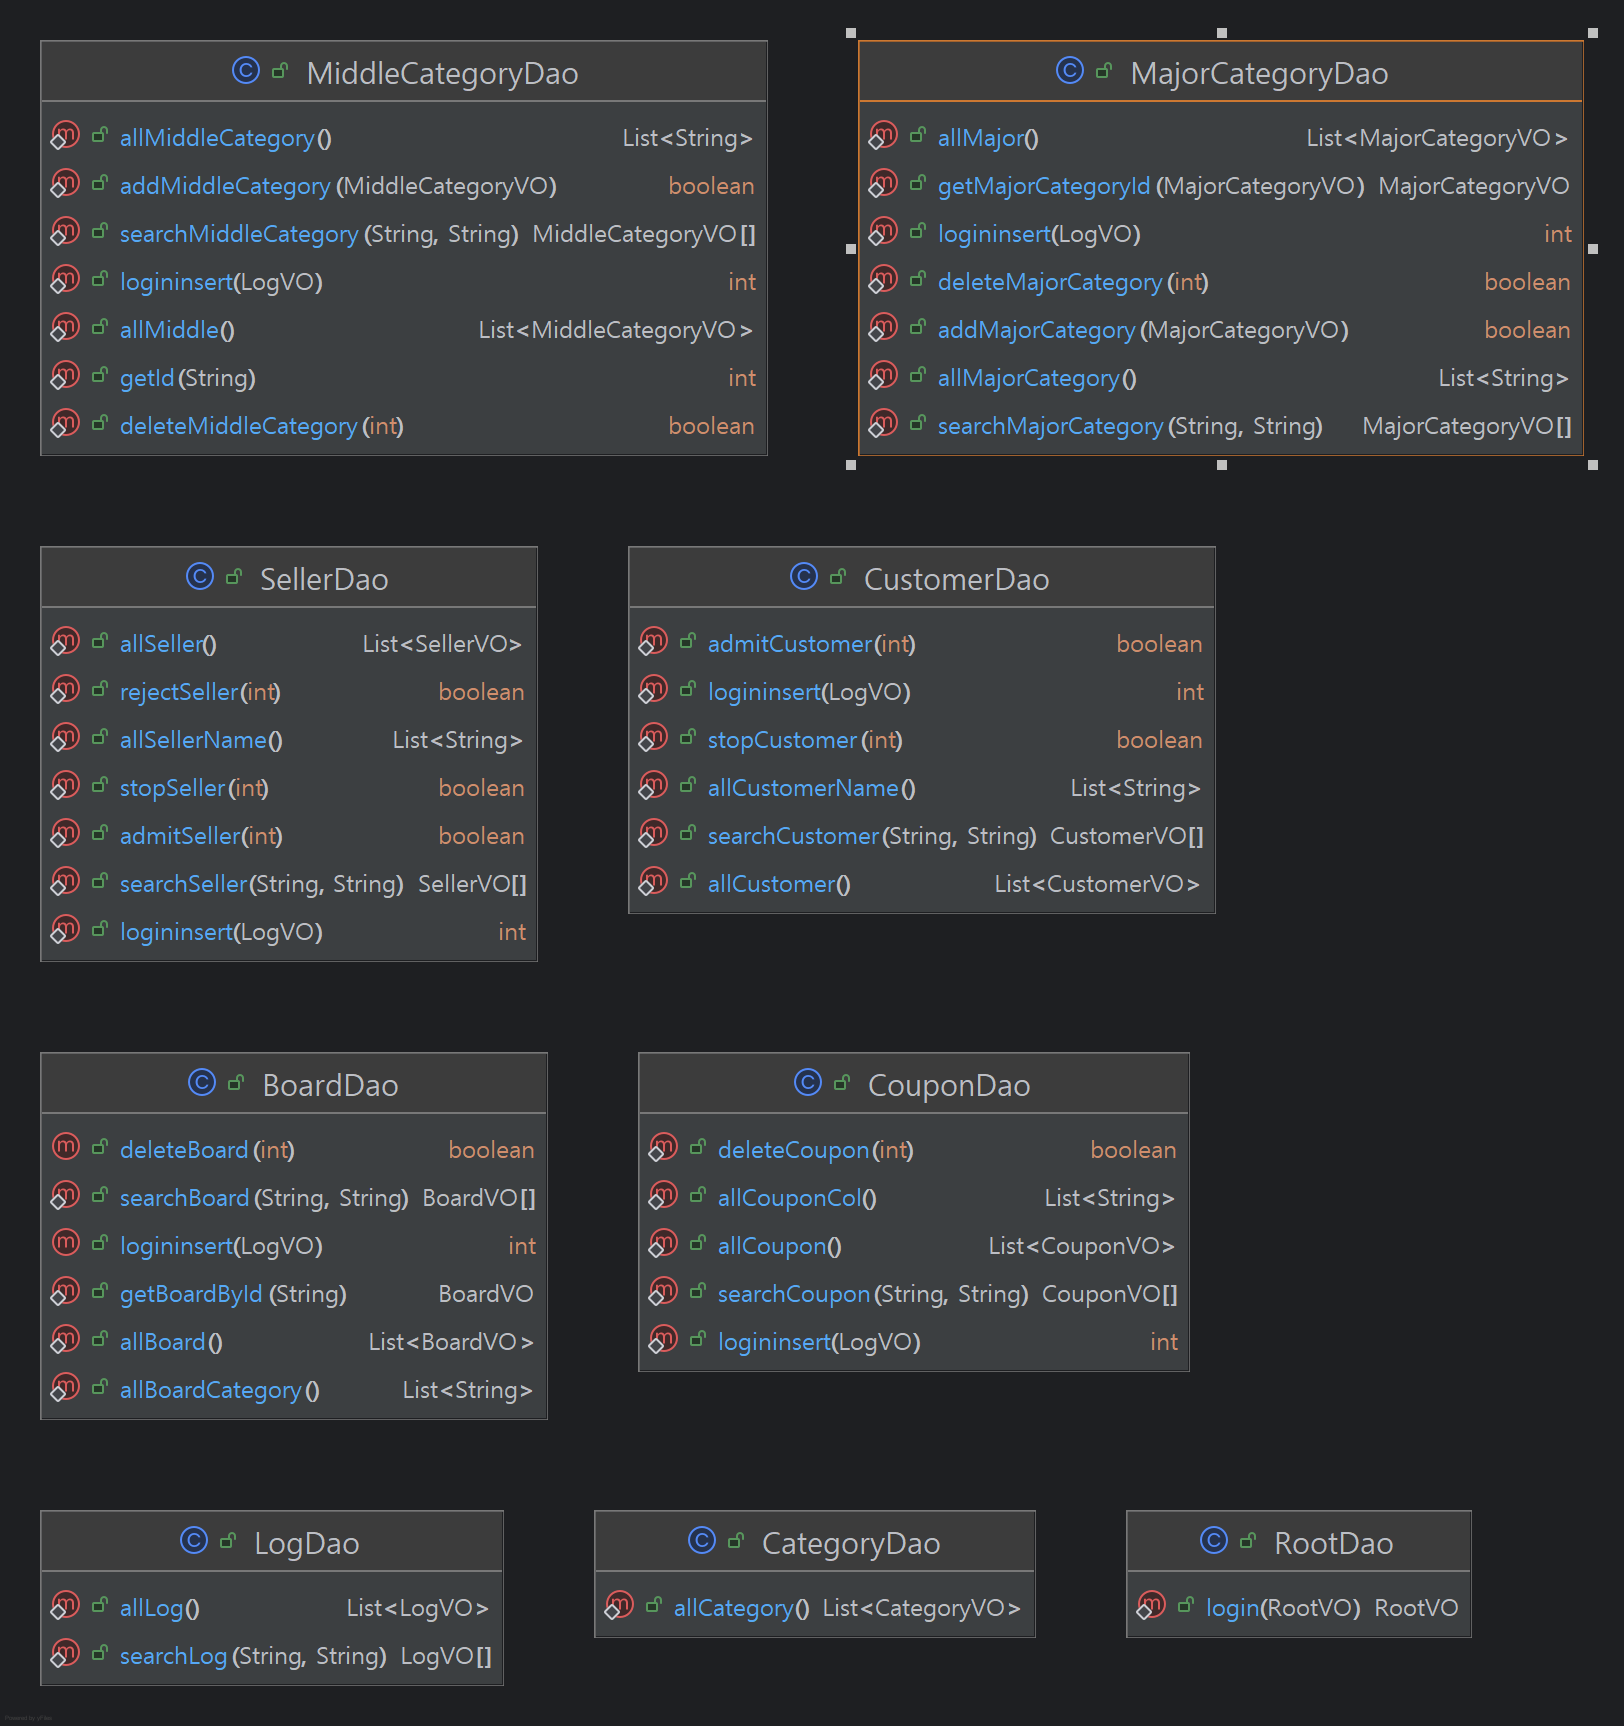 MiddleCategoryDao
allMiddleCategory() List<String>
addMiddleCategory(MiddleCategoryVO) boolean
searchMiddleCategory(String, String) MiddleCategoryVO[]
logininsert(LogVO) int
allMiddle() List<MiddleCategoryVO>
getId(String) int
deleteMiddleCategory(int) boolean
MajorCategoryDao
allMajor() List<MajorCategoryVO>
getMajorCategoryId(MajorCategoryVO) MajorCategoryVO
logininsert(LogVO) int
deleteMajorCategory(int) boolean
addMajorCategory(MajorCategoryVO) boolean
allMajorCategory() List<String>
searchMajorCategory(String, String) MajorCategoryVO[]
SellerDao
allSeller() List<SellerVO>
rejectSeller(int) boolean
allSellerName() List<String>
stopSeller(int) boolean
admitSeller(int) boolean
searchSeller(String, String) SellerVO[]
logininsert(LogVO) int
CustomerDao
admitCustomer(int) boolean
logininsert(LogVO) int
stopCustomer(int) boolean
allCustomerName() List<String>
searchCustomer(String, String) CustomerVO[]
allCustomer() List<CustomerVO>
BoardDao
deleteBoard(int) boolean
searchBoard(String, String) BoardVO[]
logininsert(LogVO) int
getBoardById(String) BoardVO
allBoard() List<BoardVO>
allBoardCategory() List<String>
CouponDao
deleteCoupon(int) boolean
allCouponCol() List<String>
allCoupon() List<CouponVO>
searchCoupon(String, String) CouponVO[]
logininsert(LogVO) int
LogDao
allLog() List<LogVO>
searchLog(String, String) LogVO[]
CategoryDao
allCategory() List<CategoryVO>
RootDao
login(RootVO) RootVO
Powered by yFiles